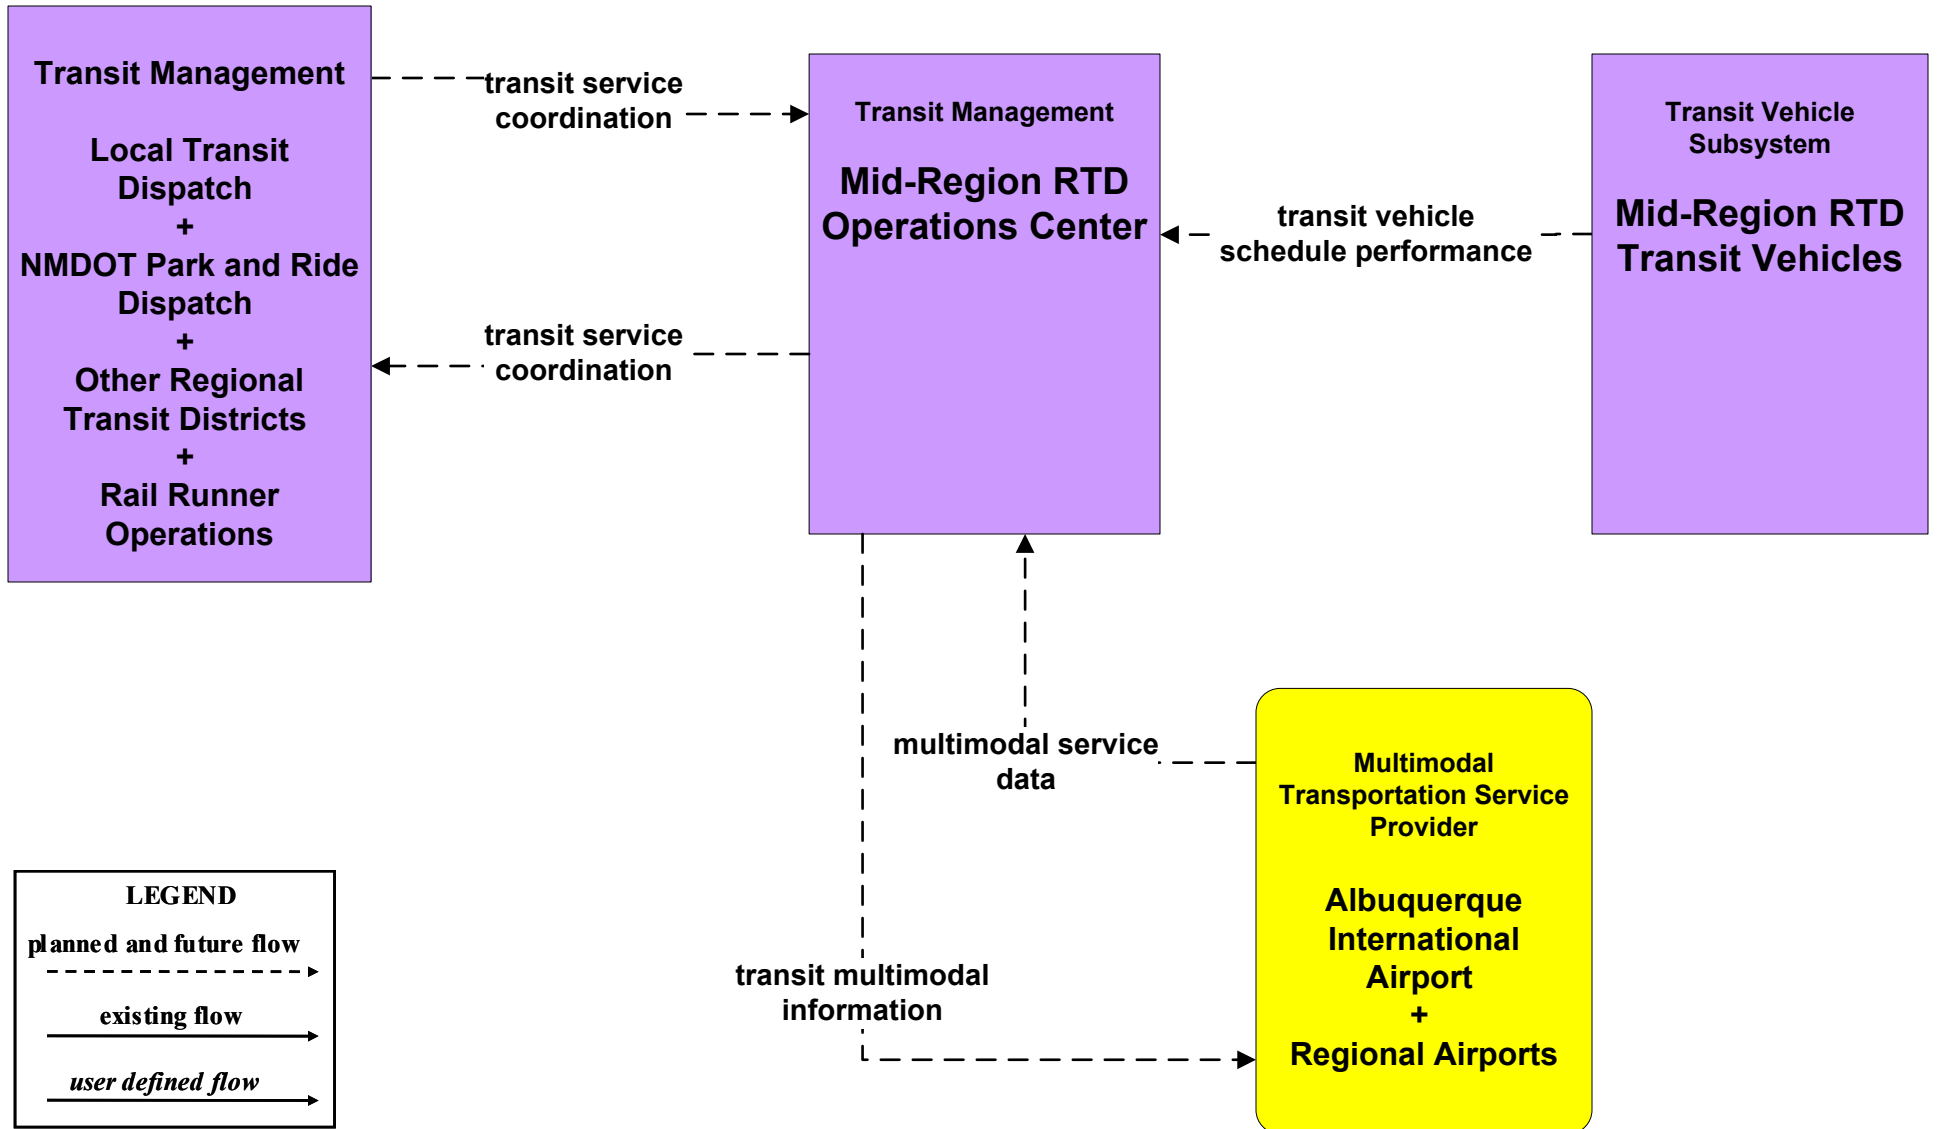 Transit Management
Local Transit
Dispatch
+
NMDOT Park and Ride
Dispatch
+
Other Regional
Transit Districts
+
Rail Runner
Operations
transit service
coordination
transit service
coordination
Transit Management
Mid-Region RTD
Operations Center
transit vehicle
schedule performance
Transit Vehicle
Subsystem
Mid-Region RTD
Transit Vehicles
multimodal service
data
transit multimodal
information
Multimodal
Transportation Service
Provider
Albuquerque
International
Airport
+
Regional Airports
LEGEND
planned and future flow
existing flow
user defined flow